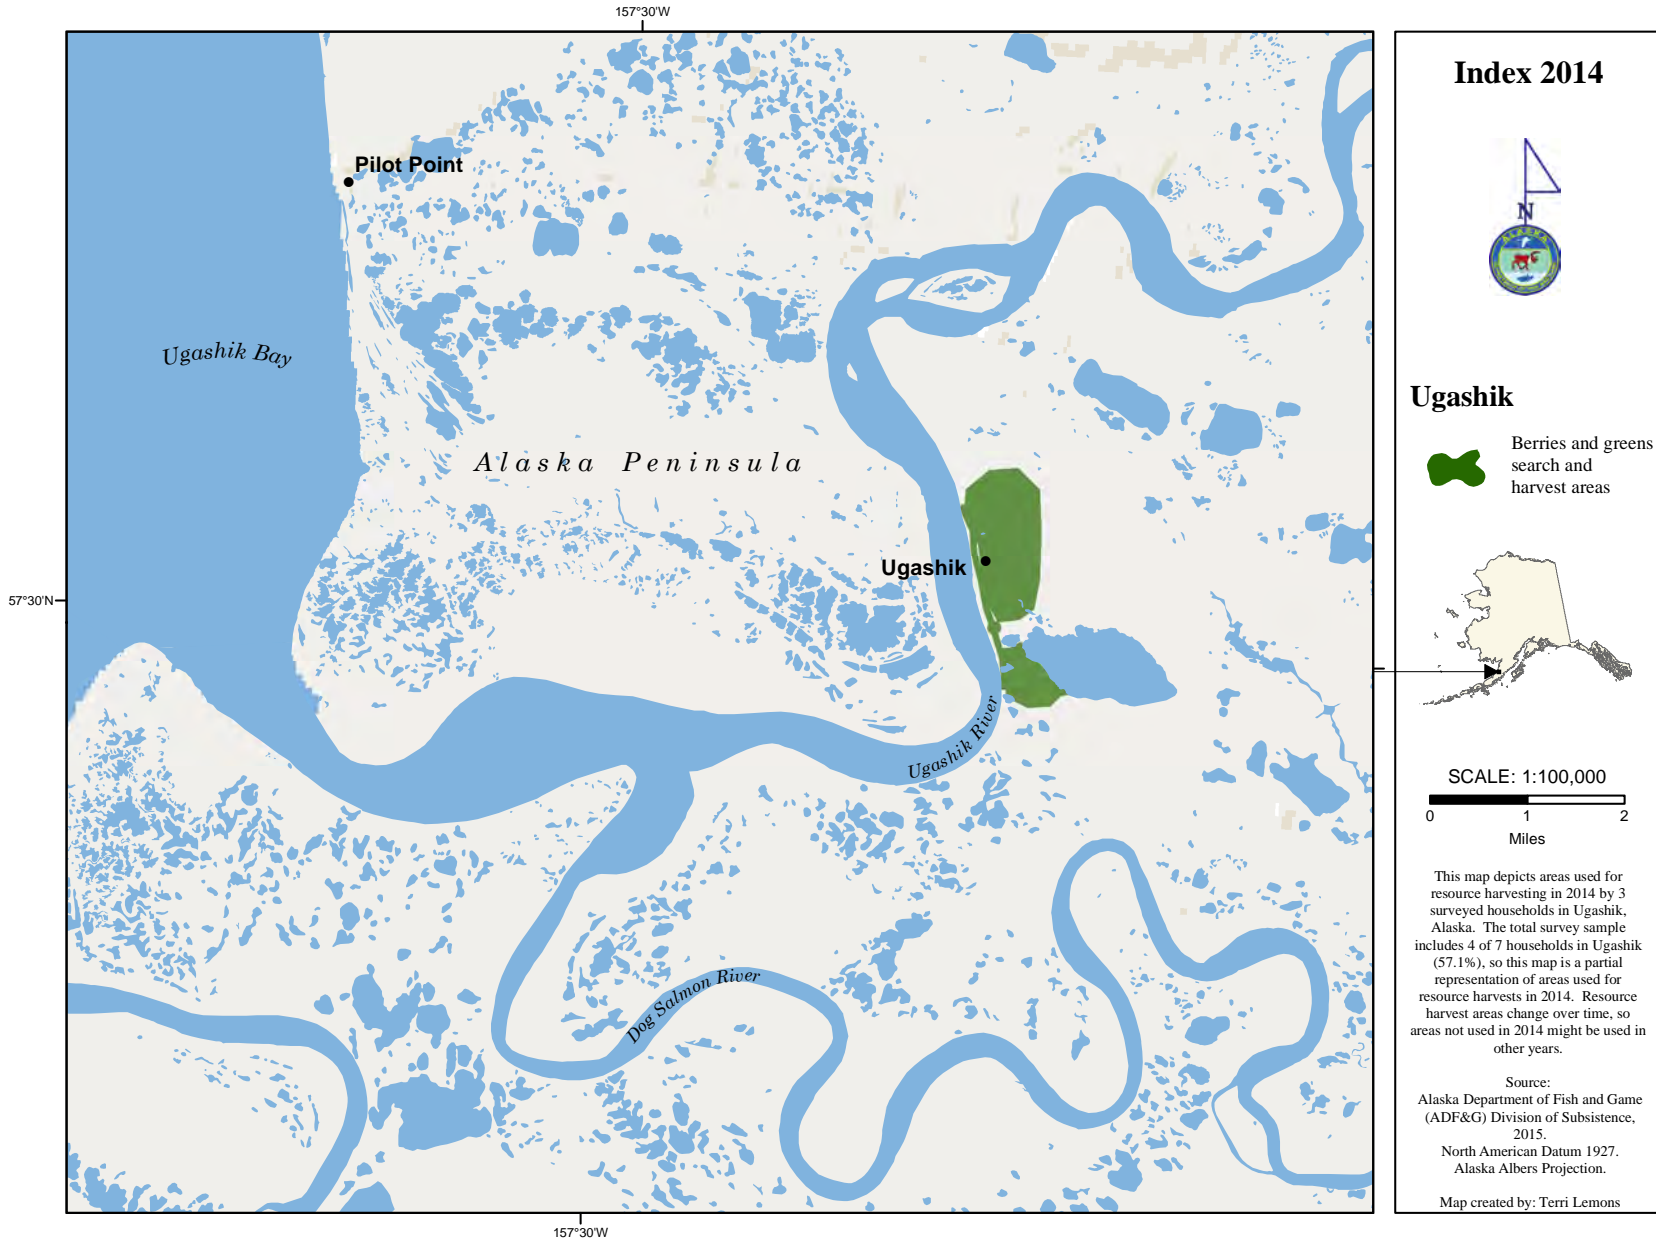 157°30'W
Index 2014
Pilot Point
N
ALASKA
Ugashik Bay
Ugashik
Berries and greens
search and
harvest areas
Alaska Peninsula
Ugashik
57°30'N
Ugashik River
SCALE: 1:100,000
0 1 2
Miles
This map depicts areas used for
resource harvesting in 2014 by 3
surveyed households in Ugashik,
Alaska. The total survey sample
includes 4 of 7 households in Ugashik
(57.1%), so this map is a partial
representation of areas used for
resource harvests in 2014. Resource
harvest areas change over time, so
areas not used in 2014 might be used in
other years.
Dog Salmon River
Source:
Alaska Department of Fish and Game
(ADF&G) Division of Subsistence,
2015.
North American Datum 1927.
Alaska Albers Projection.
Map created by: Terri Lemons
157°30'W